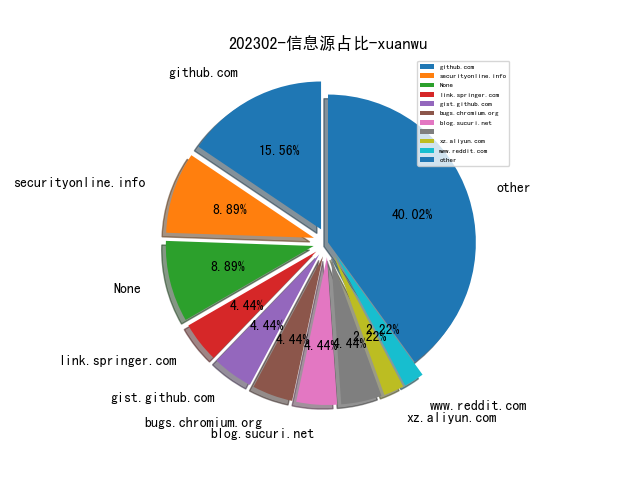 202302-信息源占比-xuanwu
github.com
securityonline.info
None
link.springer.com
gist.github.com
bugs.chromium.org
blog.sucuri.net
xz.aliyun.com
www.reddit.com
other
github.com
15.56%
securityonline.info
8.89%
None
8.89%
link.springer.com
4.44%
gist.github.com
4.44%
bugs.chromium.org
4.44%
blog.sucuri.net
4.44%
4.44%
xz.aliyun.com
2.22%
www.reddit.com
2.22%
other
40.02%